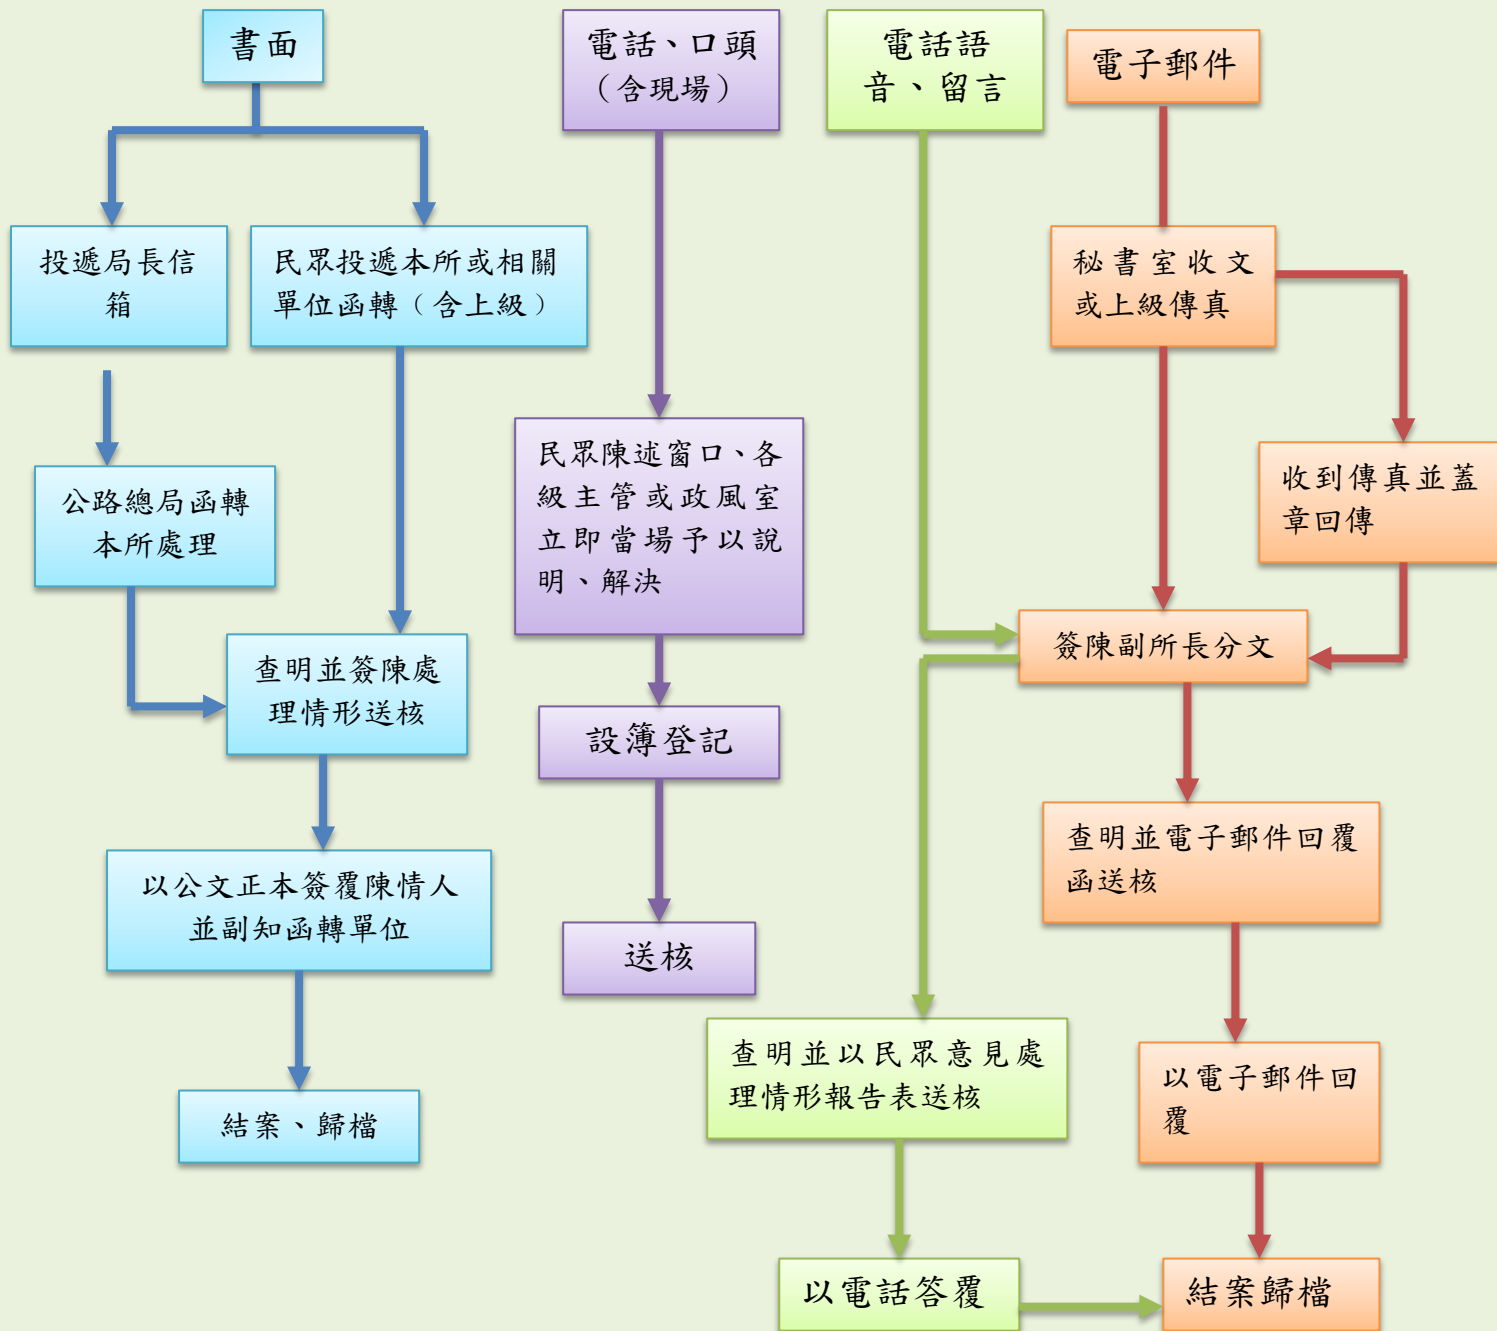 書面
投遞局長信
箱
民眾投遞本所或相關
單位函轉（含上級）
公路總局函轉
本所處理
查明並簽陳處
理情形送核
以公文正本簽覆陳情人
並副知函轉單位
結案、歸檔
電話、口頭
（含現場）
民眾陳述窗口、各
級主管或政風室
立即當場予以說
明、解決
設簿登記
送核
電話語
音、留言
電子郵件
秘書室收文
或上級傳真
收到傳真並蓋
章回傳
簽陳副所長分文
查明並電子郵件回覆
函送核
查明並以民眾意見處
理情形報告表送核
以電子郵件回
覆
以電話答覆
結案歸檔